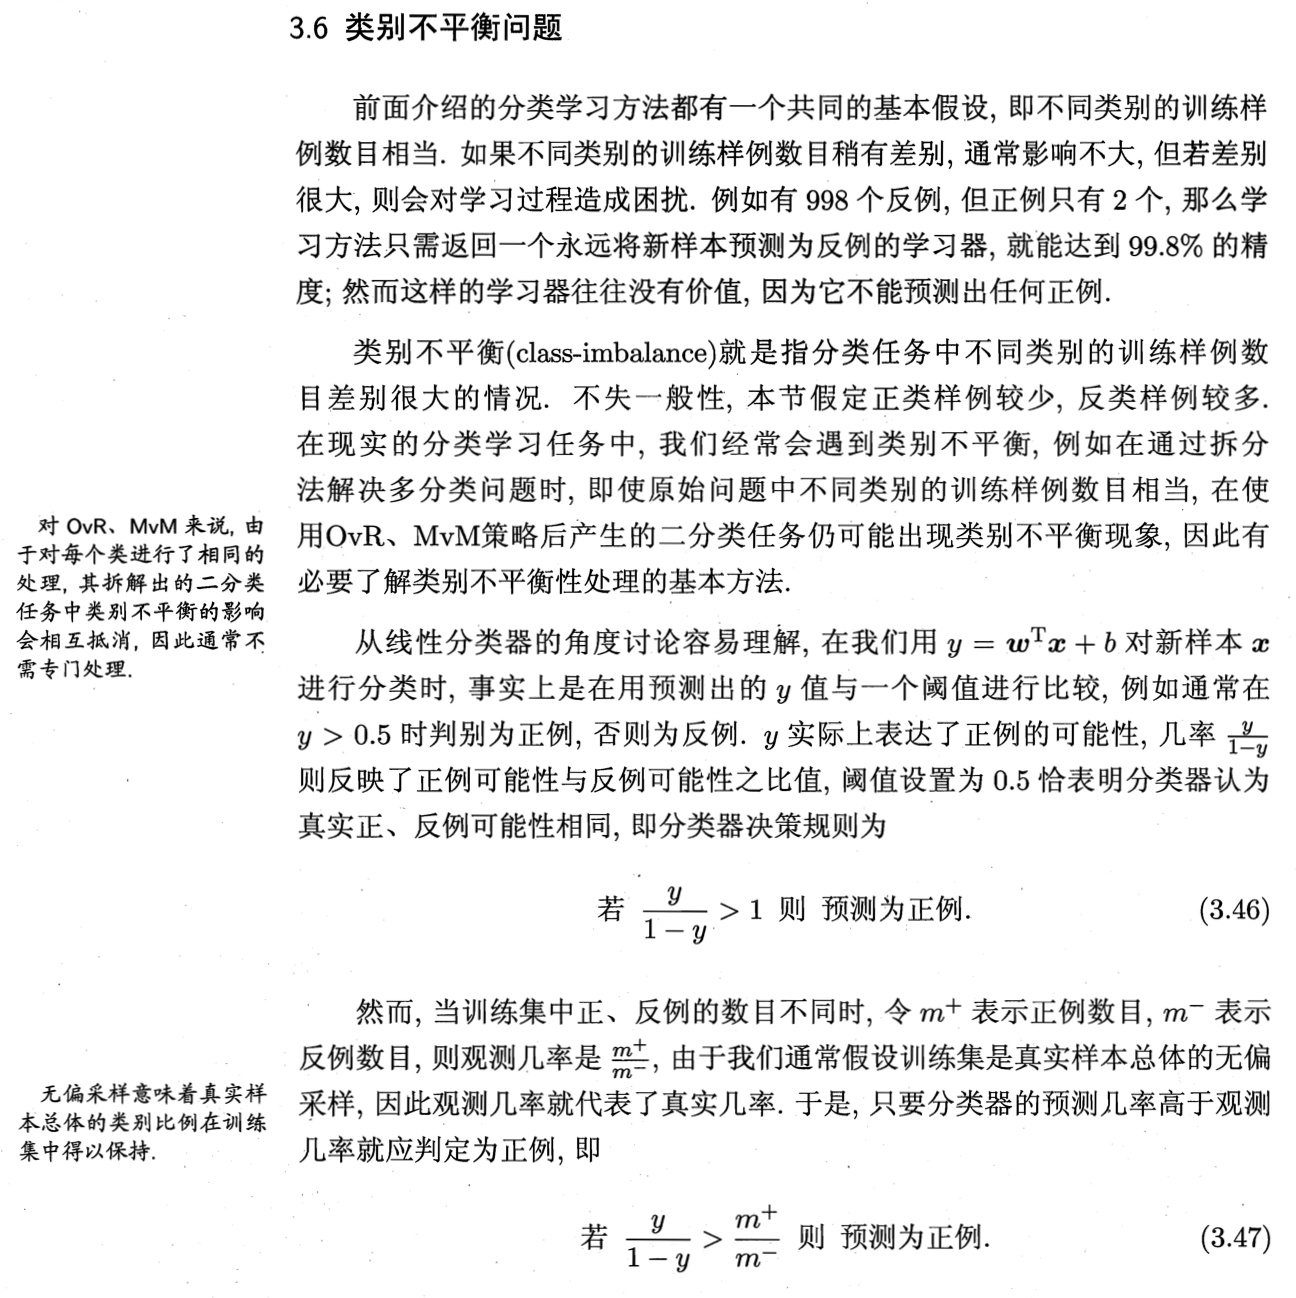 3.6 类别不平衡问题
前面介绍的分类学习方法都有一个共同的基本假设, 即不同类别的训练样
例数目相当. 如果不同类别的训练样例数目稍有差别, 通常影响不大, 但若差别
很大, 则会对学习过程造成困扰. 例如有 998 个反例, 但正例只有 2 个, 那么学
习方法只需返回一个永远将新样本预测为反例的学习器, 就能达到 99.8% 的精
度; 然而这样的学习器往往没有价值, 因为它不能预测出任何正例.
类别不平衡(class-imbalance)就是指分类任务中不同类别的训练样例数
目差别很大的情况. 不失一般性, 本节假定正类样例较少, 反类样例较多.
在现实的分类学习任务中, 我们经常会遇到类别不平衡, 例如在通过拆分
法解决多分类问题时, 即使原始问题中不同类别的训练样例数目相当, 在使
用OvR、MvM策略后产生的二分类任务仍可能出现类别不平衡现象, 因此有
必要了解类别不平衡性处理的基本方法.
对 OvR、MvM 来说, 由
于对每个类进行了相同的
处理, 其拆解出的二分类
任务中类别不平衡的影响
会相互抵消, 因此通常不
需专门处理.
从线性分类器的角度讨论容易理解, 在我们用 y = w^T x + b 对新样本 x
进行分类时, 事实上是在用预测出的 y 值与一个阈值进行比较, 例如通常在
y > 0.5 时判别为正例, 否则为反例. y 实际上表达了正例的可能性, 几率 y/(1−y)
则反映了正例可能性与反例可能性之比值, 阈值设置为 0.5 恰表明分类器认为
真实正、反例可能性相同, 即分类器决策规则为
若 y/(1−y) > 1 则 预测为正例. (3.46)
然而, 当训练集中正、反例的数目不同时, 令 m⁺ 表示正例数目, m⁻ 表示
反例数目, 则观测几率是 m⁺/m⁻, 由于我们通常假设训练集是真实样本总体的无偏
采样, 因此观测几率就代表了真实几率. 于是, 只要分类器的预测几率高于观测
几率就应判定为正例, 即
无偏采样意味着真实样
本总体的类别比例在训练
集中得以保持.
若 y/(1−y) > m⁺/m⁻ 则 预测为正例. (3.47)